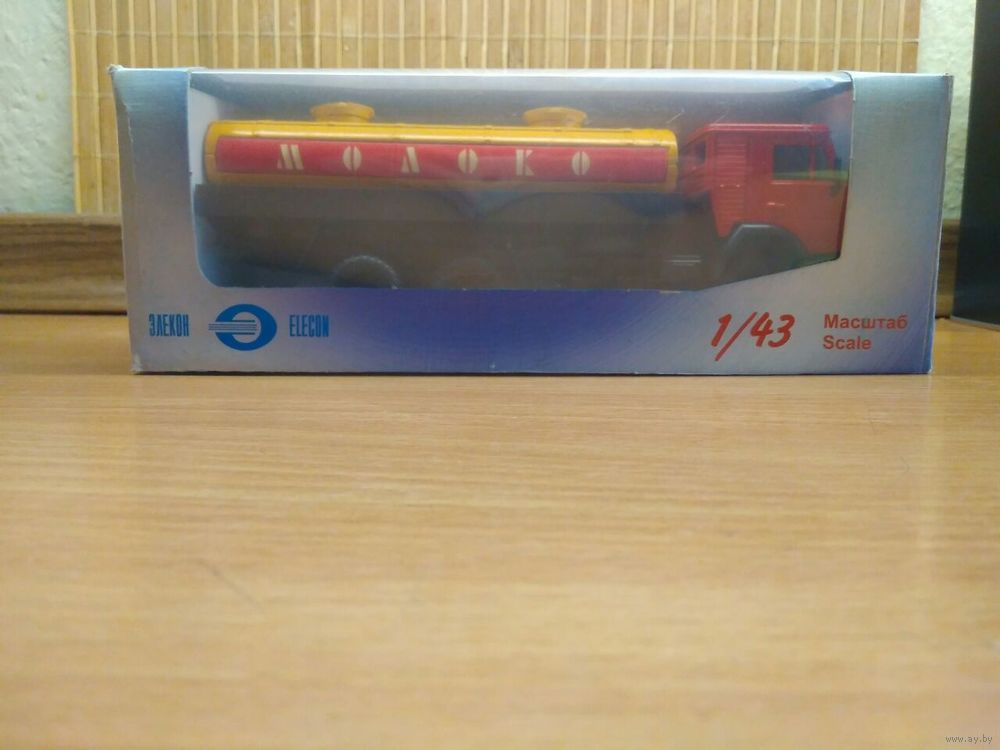 МОЛОКО
ЭЛЕКОН ELECON
1/43 Масштаб
Scale
www.ay.by